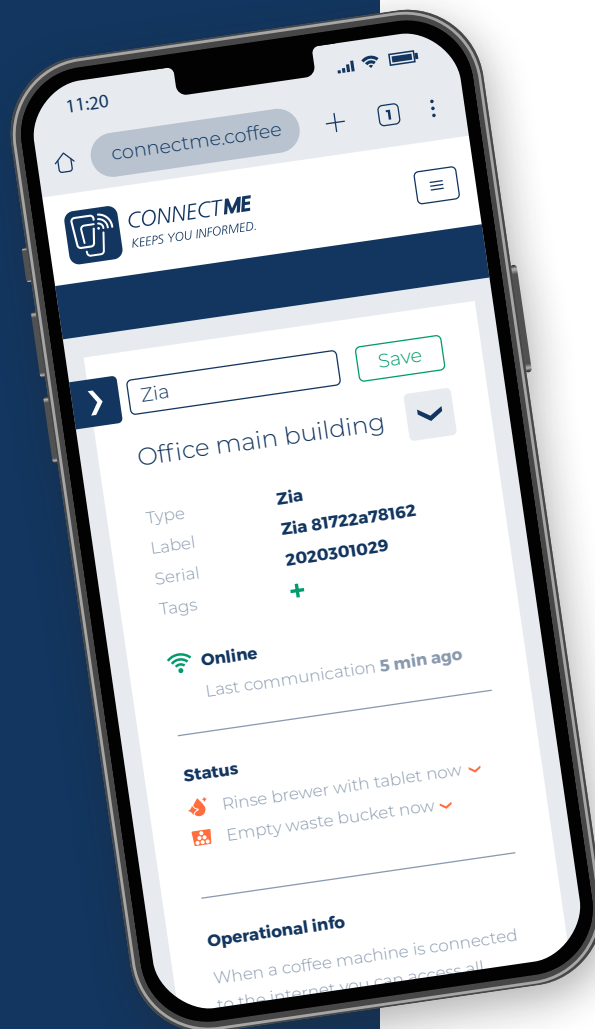 11:20
connectme.coffee
1
CONNECTME
KEEPS YOU INFORMED.
Zia
Save
Office main building
Type Zia
Label Zia 81722a78162
Serial 2020301029
Tags +
Online
Last communication 5 min ago
Status
Rinse brewer with tablet now
Empty waste bucket now
Operational info
When a coffee machine is connected
to the internet you can access all